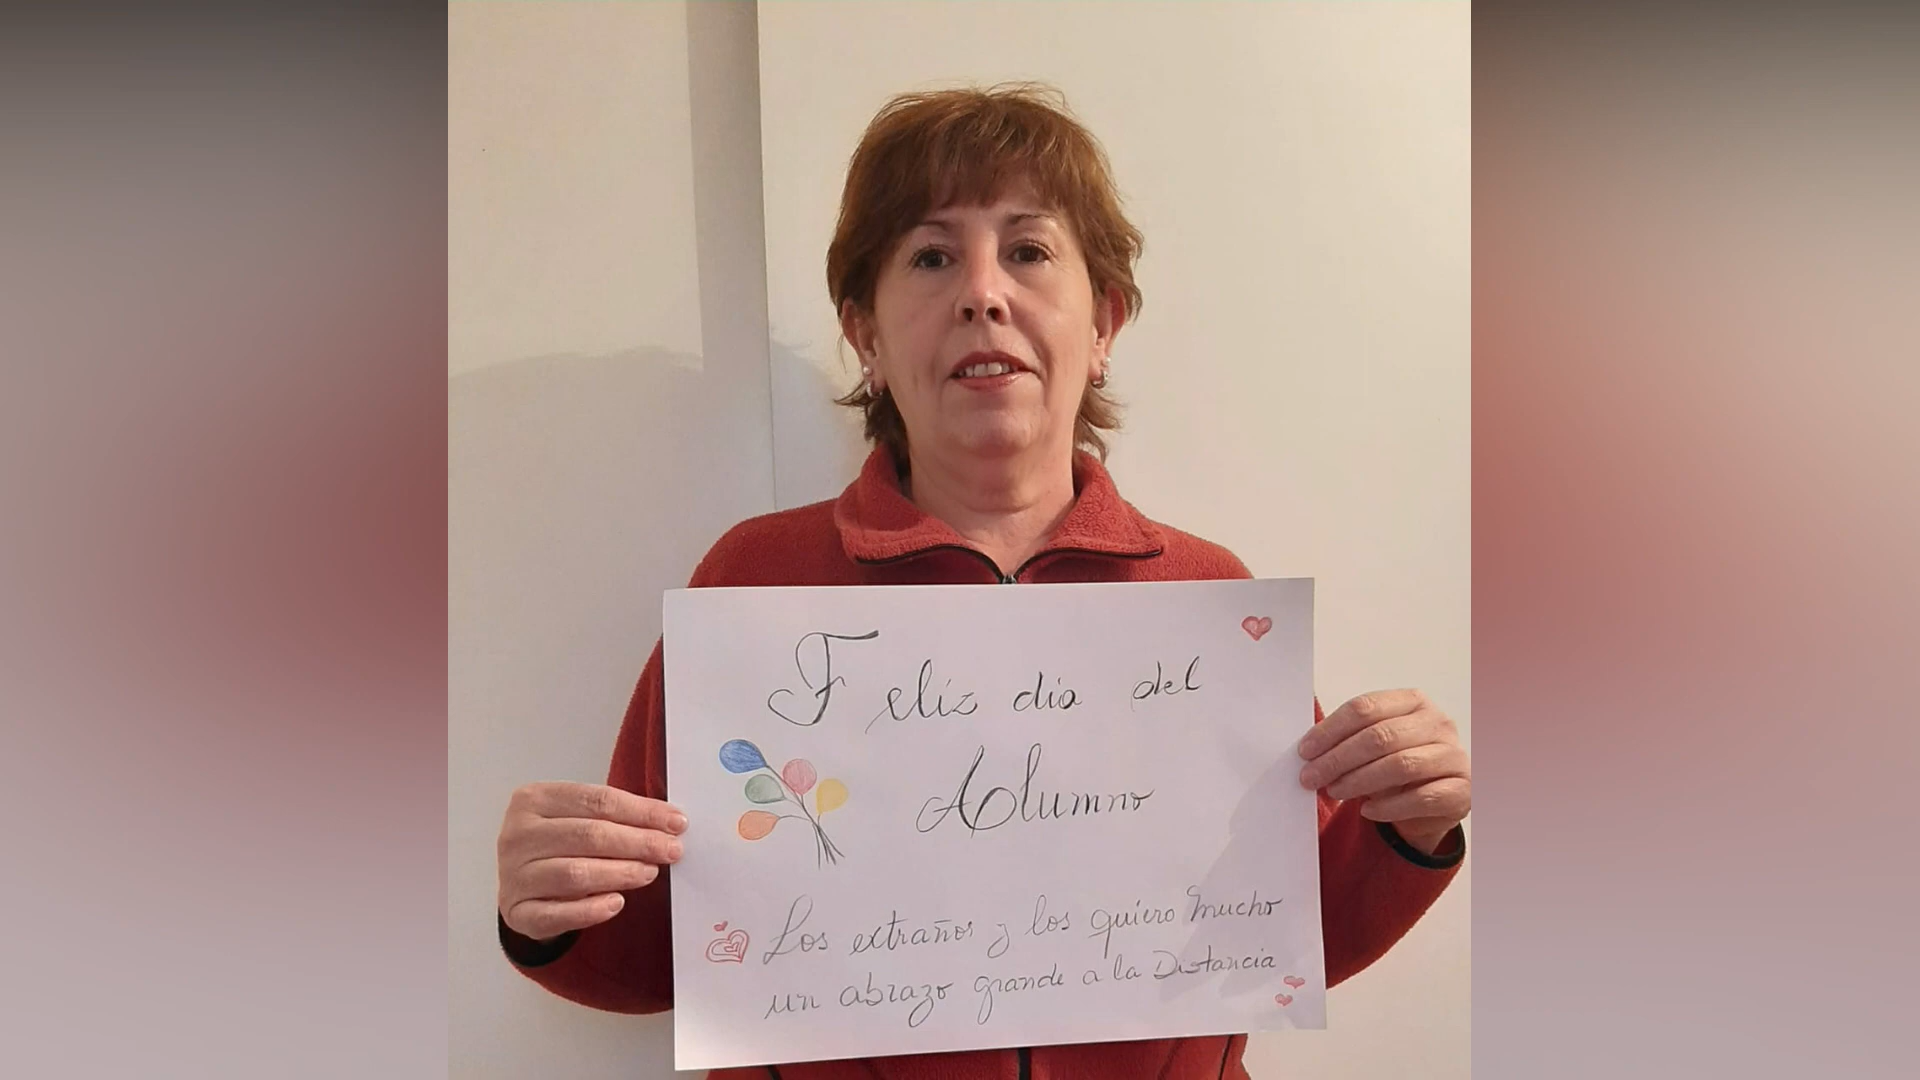 Feliz dia del
Alumno
Los extraños y los quiero mucho
un abrazo grande a la Distancia